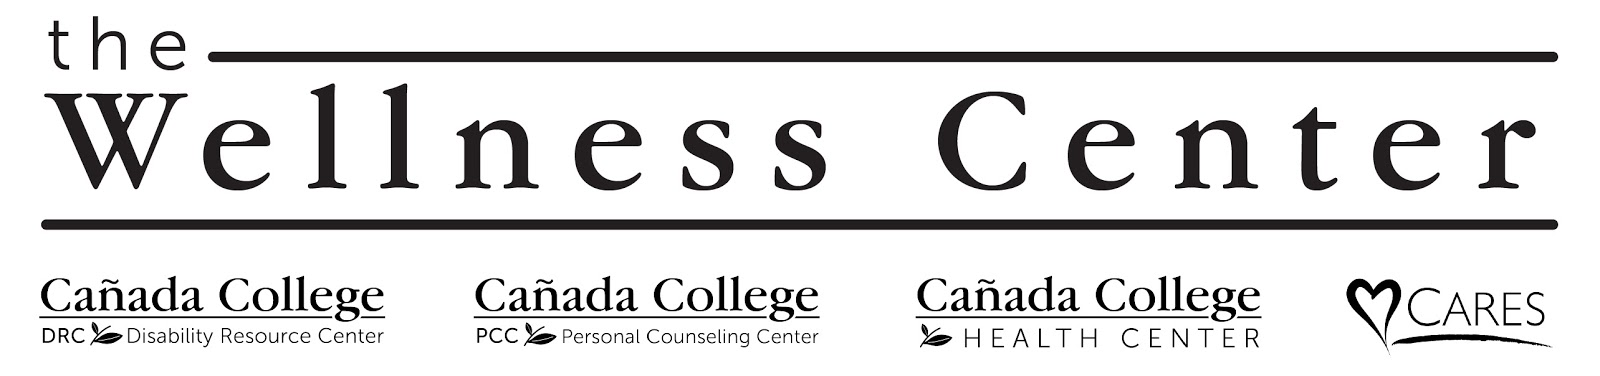 the
Wellness Center
Cañada College
DRC Disability Resource Center
Cañada College
PCC Personal Counseling Center
Cañada College
HEALTH CENTER
CARES